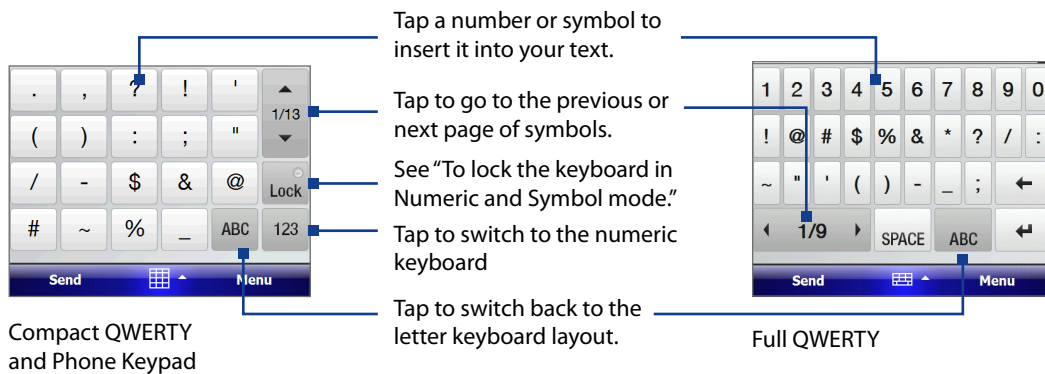 Tap a number or symbol to
insert it into your text.
Tap to go to the previous or
next page of symbols.
See “To lock the keyboard in
Numeric and Symbol mode.”
Tap to switch to the numeric
keyboard
Tap to switch back to the
letter keyboard layout.
. , ? ! '
1/13
( ) : ; "
/ - $ & @ Lock
# ~ % _ ABC 123
Send Menu
Compact QWERTY
and Phone Keypad
1 2 3 4 5 6 7 8 9 0
! @ # $ % & * ? / :
~ " ' ( ) - _ ;
1/9 SPACE ABC
Send Menu
Full QWERTY